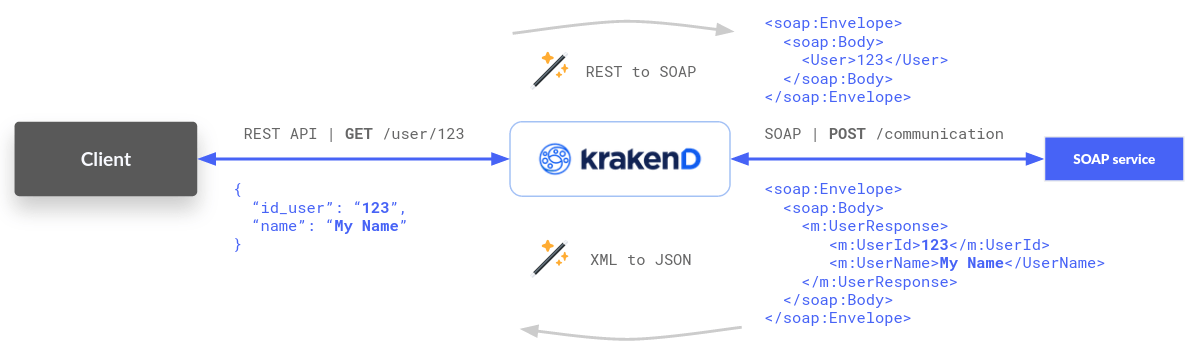 <soap:Envelope>
<soap:Body>
<User>123</User>
</soap:Body>
</soap:Envelope>
REST to SOAP
REST API | GET /user/123
SOAP | POST /communication
Client
krakenD
SOAP service
{
“id_user”: “123”,
“name”: “My Name”
}
XML to JSON
<soap:Envelope>
<soap:Body>
<m:UserResponse>
<m:UserId>123</m:UserId>
<m:UserName>My Name</UserName>
</m:UserResponse>
</soap:Body>
</soap:Envelope>